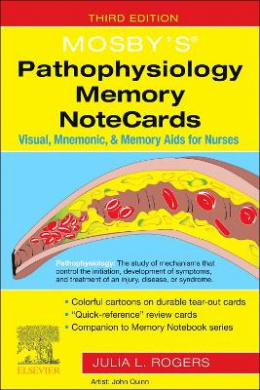 THIRD EDITION
MOSBY'S®
Pathophysiology
Memory
NoteCards
Visual, Mnemonic, & Memory Aids for Nurses
Pathophysiology: The study of mechanisms that
control the initiation, development of symptoms,
and treatment of an injury, disease, or syndrome.
• Colorful cartoons on durable tear-out cards
• "Quick-reference" review cards
• Companion to Memory Notebook series
ELSEVIER
JULIA L. ROGERS
Artist: John Quinn